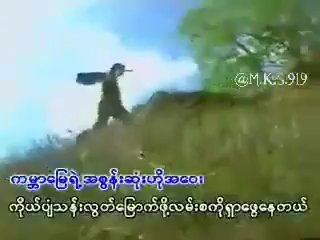 @M.K.S.919
ကမ္ဘာမြေရဲ့အစွန်းဆုံးဟိုအဝေး
ကိုယ်ပျံသန်းလွတ်မြောက်ဖို့လမ်းစကိုရှာဖွေနေတယ်